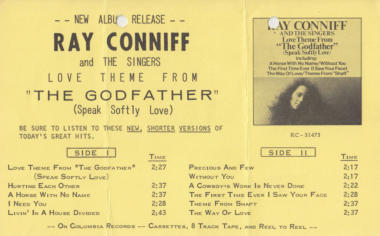 -- NEW ALBUM RELEASE --
RAY CONNIFF
and THE SINGERS
LOVE THEME FROM
"THE GODFATHER"
(Speak Softly Love)
BE SURE TO LISTEN TO THESE NEW, SHORTER VERSIONS OF
TODAY'S GREAT HITS.
RAY CONNIFF
AND THE SINGERS
Love Theme From
"The Godfather"
(Speak Softly Love)
Including:
A Horse With No Name/Without You
The First Time Ever (I Saw Your Face)
The Way Of Love/Theme From "Shaft"
KC - 31473
SIDE I TIME
LOVE THEME FROM "THE GODFATHER" 2;27
(SPEAK SOFTLY LOVE)
HURTING EACH OTHER 2;37
A HORSE WITH NO NAME 2;37
I NEED YOU 2;28
LIVIN' IN A HOUSE DIVIDED 2;43
SIDE II TIME
PRECIOUS AND FEW 2;17
WITHOUT YOU 2;17
A COWBOYS WORK IS NEVER DONE 2;22
THE FIRST TIME EVER I SAW YOUR FACE 2;28
THEME FROM SHAFT 2;37
THE WAY OF LOVE 2;37
-- ON COLUMBIA RECORDS -- CASSETTES, 8 TRACK TAPE, AND REEL TO REEL --